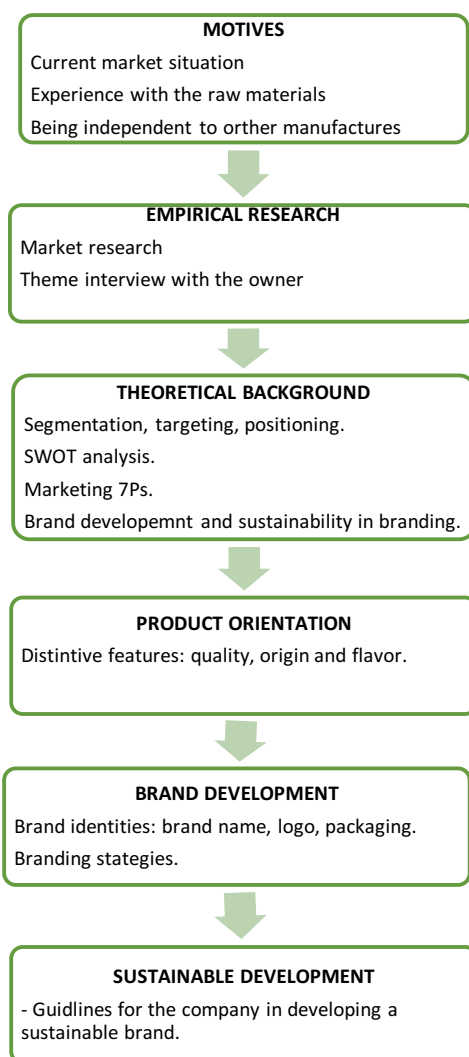 MOTIVES
Current market situation
Experience with the raw materials
Being independent to orther manufactures
EMPIRICAL RESEARCH
Market research
Theme interview with the owner
THEORETICAL BACKGROUND
Segmentation, targeting, positioning.
SWOT analysis.
Marketing 7Ps.
Brand developemnt and sustainability in branding.
PRODUCT ORIENTATION
Distintive features: quality, origin and flavor.
BRAND DEVELOPMENT
Brand identities: brand name, logo, packaging.
Branding stategies.
SUSTAINABLE DEVELOPMENT
- Guidlines for the company in developing a
sustainable brand.